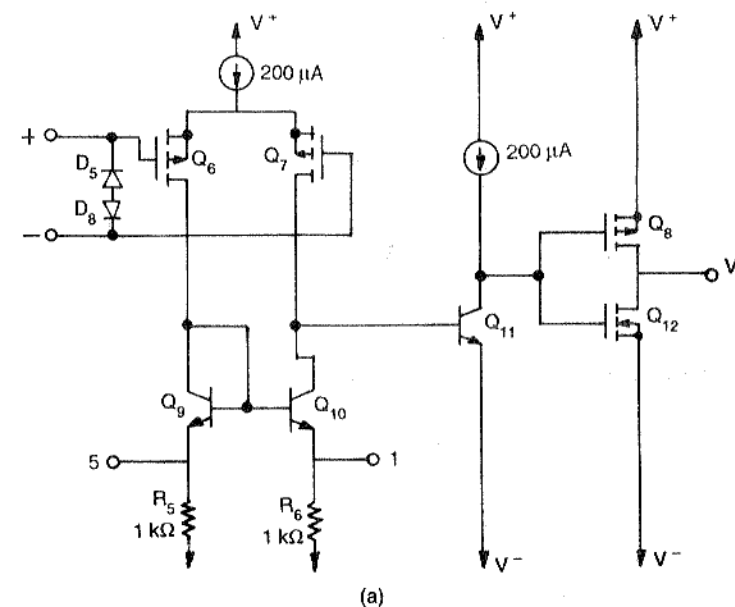 V⁺
200 μA
+
D₅
Q₆
Q₇
D₈
−
Q₉
Q₁₀
5
1
R₅
1 kΩ
R₆
1 kΩ
V⁺
200 μA
Q₁₁
V⁻
V⁺
Q₈
V
Q₁₂
V⁻
(a)